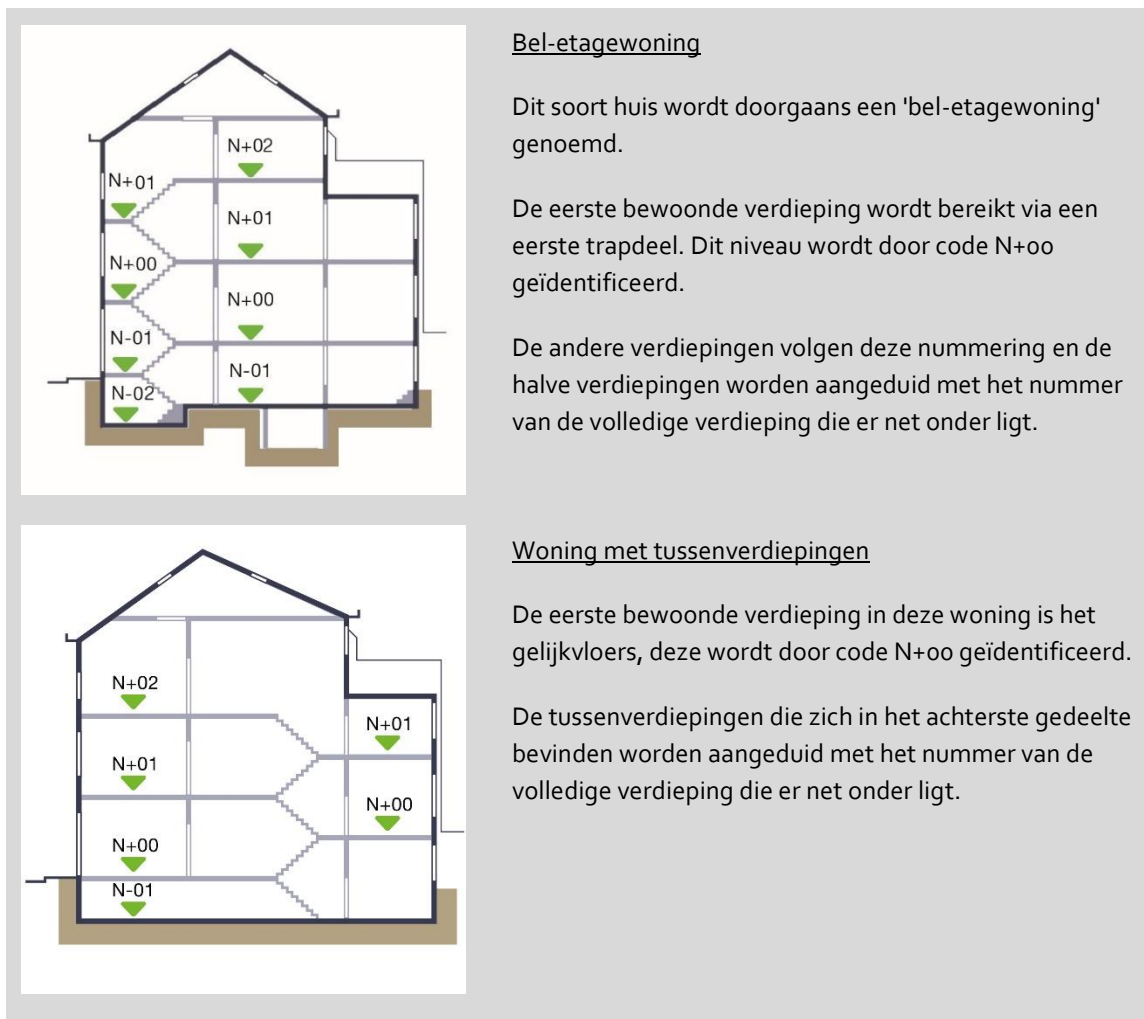 Bel-etagewoning
Dit soort huis wordt doorgaans een 'bel-etagewoning'
genoemd.
De eerste bewoonde verdieping wordt bereikt via een
eerste trapdeel. Dit niveau wordt door code N+00
geïdentificeerd.
De andere verdiepingen volgen deze nummering en de
halve verdiepingen worden aangeduid met het nummer
van de volledige verdieping die er net onder ligt.
N+02
N+01
N+01
N+00
N+00
N-01
N-01
N-02
Woning met tussenverdiepingen
De eerste bewoonde verdieping in deze woning is het
gelijkvloers, deze wordt door code N+00 geïdentificeerd.
De tussenverdiepingen die zich in het achterste gedeelte
bevinden worden aangeduid met het nummer van de
volledige verdieping die er net onder ligt.
N+02
N+01
N+01
N+00
N+00
N-01